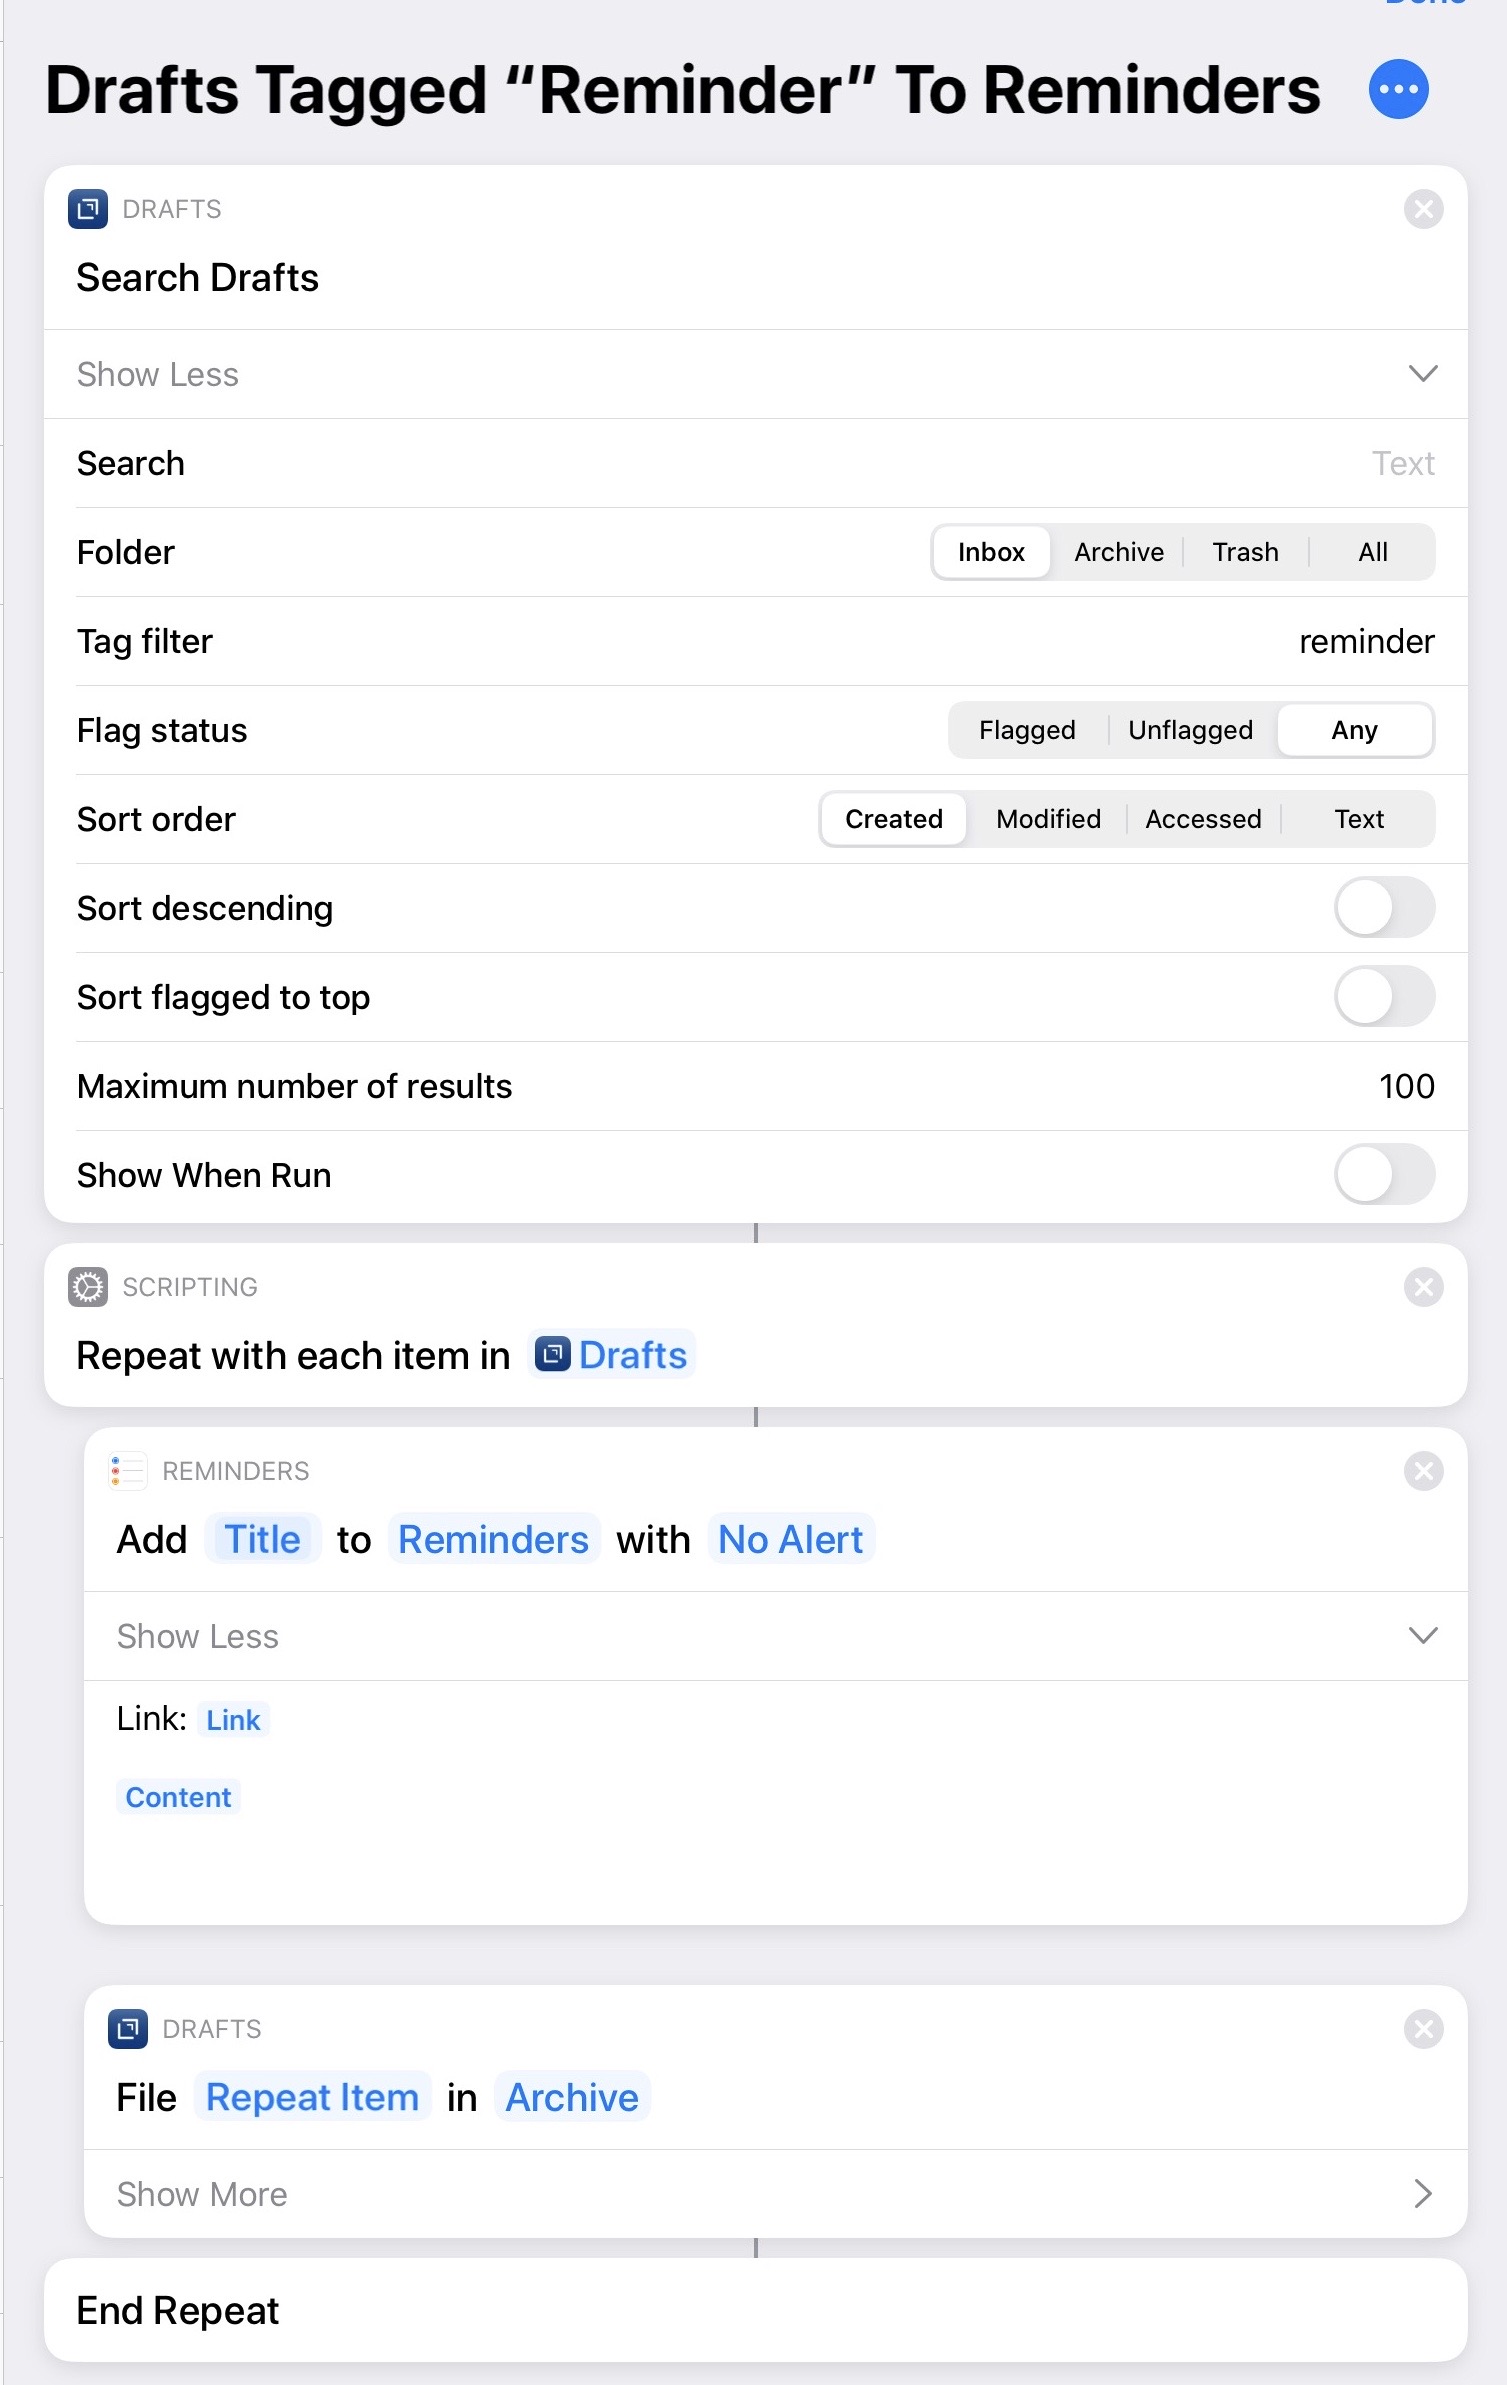 Done
Drafts Tagged “Reminder” To Reminders
DRAFTS
Search Drafts
Show Less
Search Text
Folder Inbox Archive Trash All
Tag filter reminder
Flag status Flagged Unflagged Any
Sort order Created Modified Accessed Text
Sort descending
Sort flagged to top
Maximum number of results 100
Show When Run
SCRIPTING
Repeat with each item in Drafts
REMINDERS
Add Title to Reminders with No Alert
Show Less
Link: Link
Content
DRAFTS
File Repeat Item in Archive
Show More
End Repeat